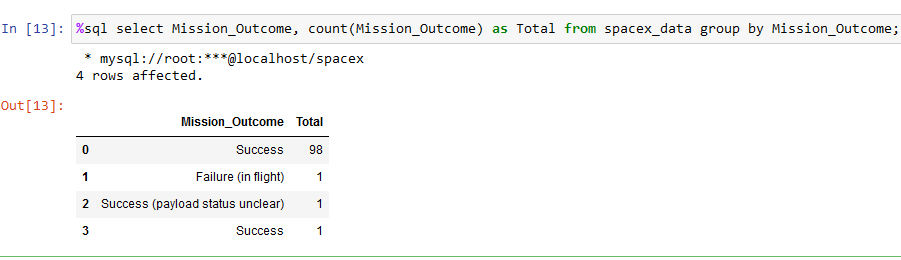 In [13]: %sql select Mission_Outcome, count(Mission_Outcome) as Total from spacex_data group by Mission_Outcome;
* mysql://root:***@localhost/spacex
4 rows affected.
Out[13]:
Mission_Outcome Total
0 Success 98
1 Failure (in flight) 1
2 Success (payload status unclear) 1
3 Success 1